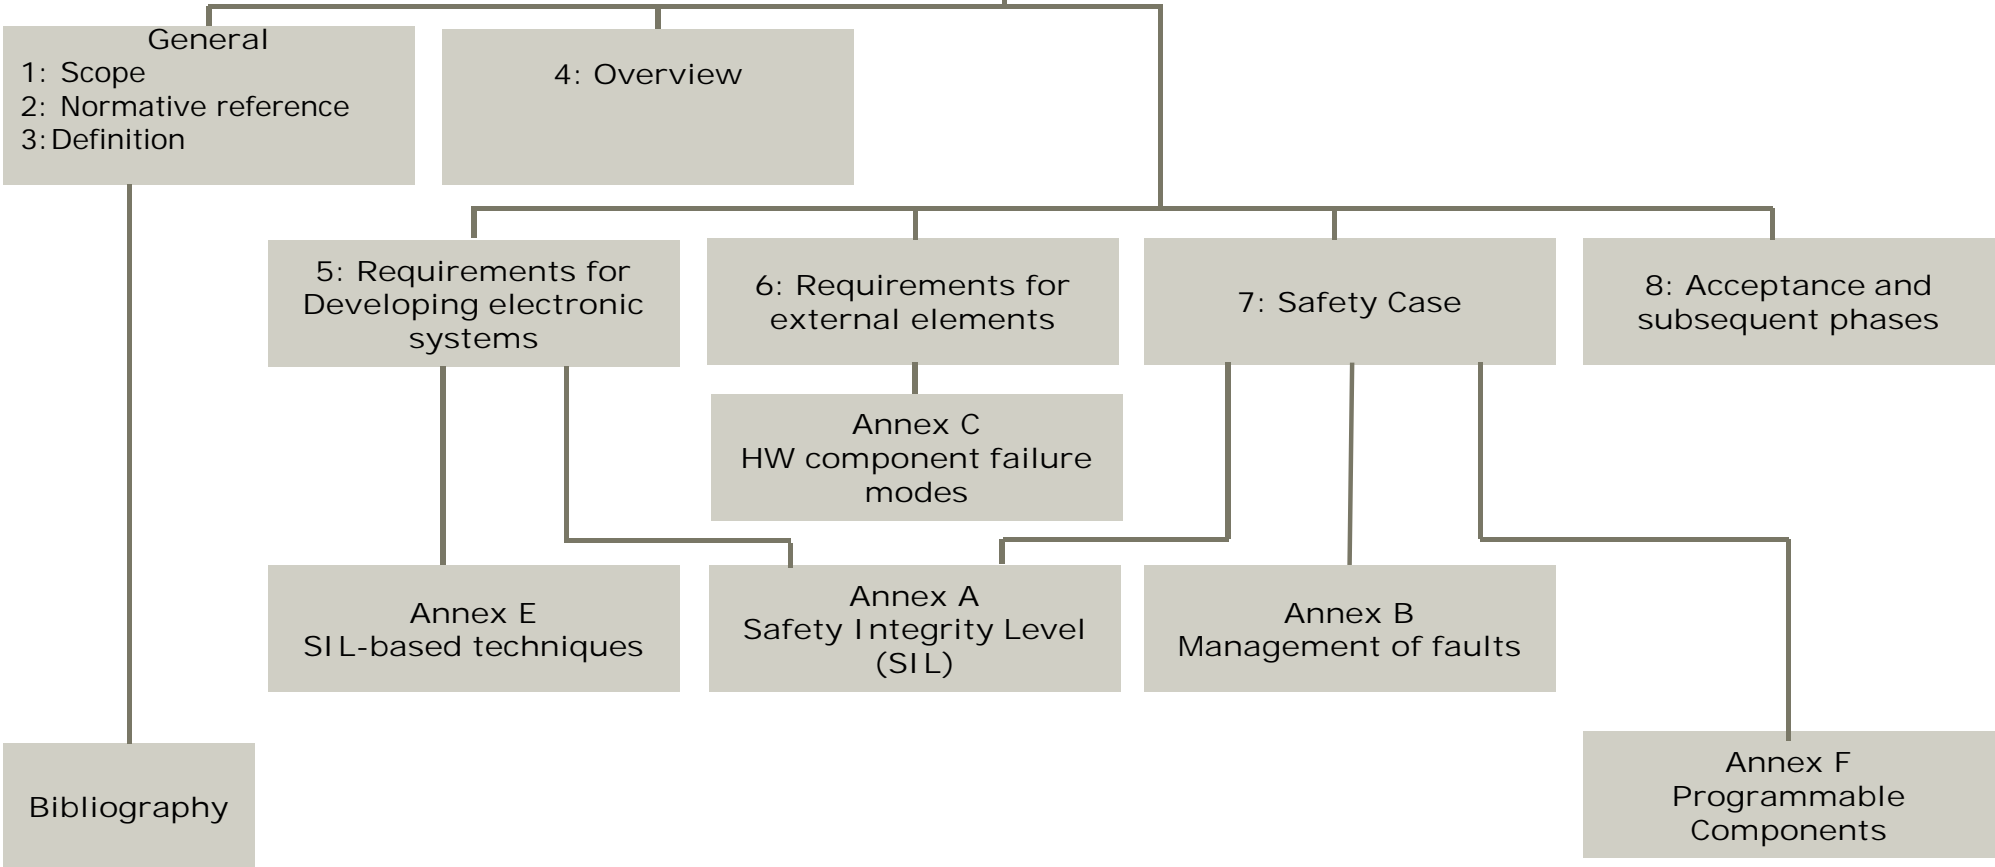 General
1: Scope
2: Normative reference
3:Definition
4: Overview
5: Requirements for
Developing electronic
systems
6: Requirements for
external elements
7: Safety Case
8: Acceptance and
subsequent phases
Annex C
HW component failure
modes
Annex E
SIL-based techniques
Annex A
Safety Integrity Level
(SIL)
Annex B
Management of faults
Bibliography
Annex F
Programmable
Components